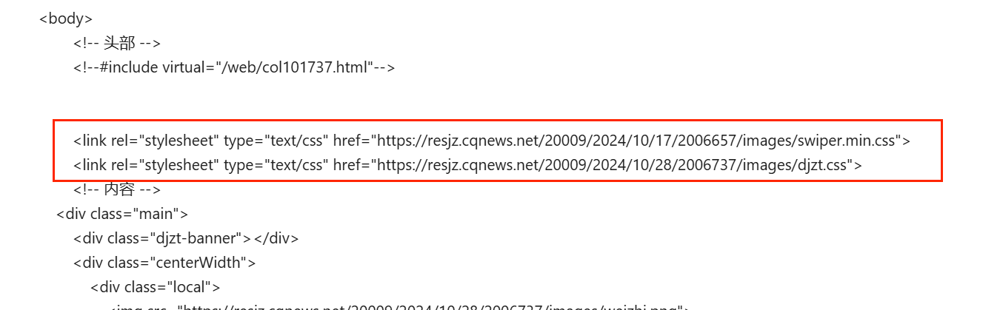 <body>
<!-- 头部 -->
<!--#include virtual="/web/col101737.html"-->
<link rel="stylesheet" type="text/css" href="https://resjz.cqnews.net/20009/2024/10/17/2006657/images/swiper.min.css">
<link rel="stylesheet" type="text/css" href="https://resjz.cqnews.net/20009/2024/10/28/2006737/images/djzt.css">
<!-- 内容 -->
<div class="main">
<div class="djzt-banner"></div>
<div class="centerWidth">
<div class="local">
<img src="https://resjz.cqnews.net/20009/2024/10/28/2006737/images/weizhi.png">